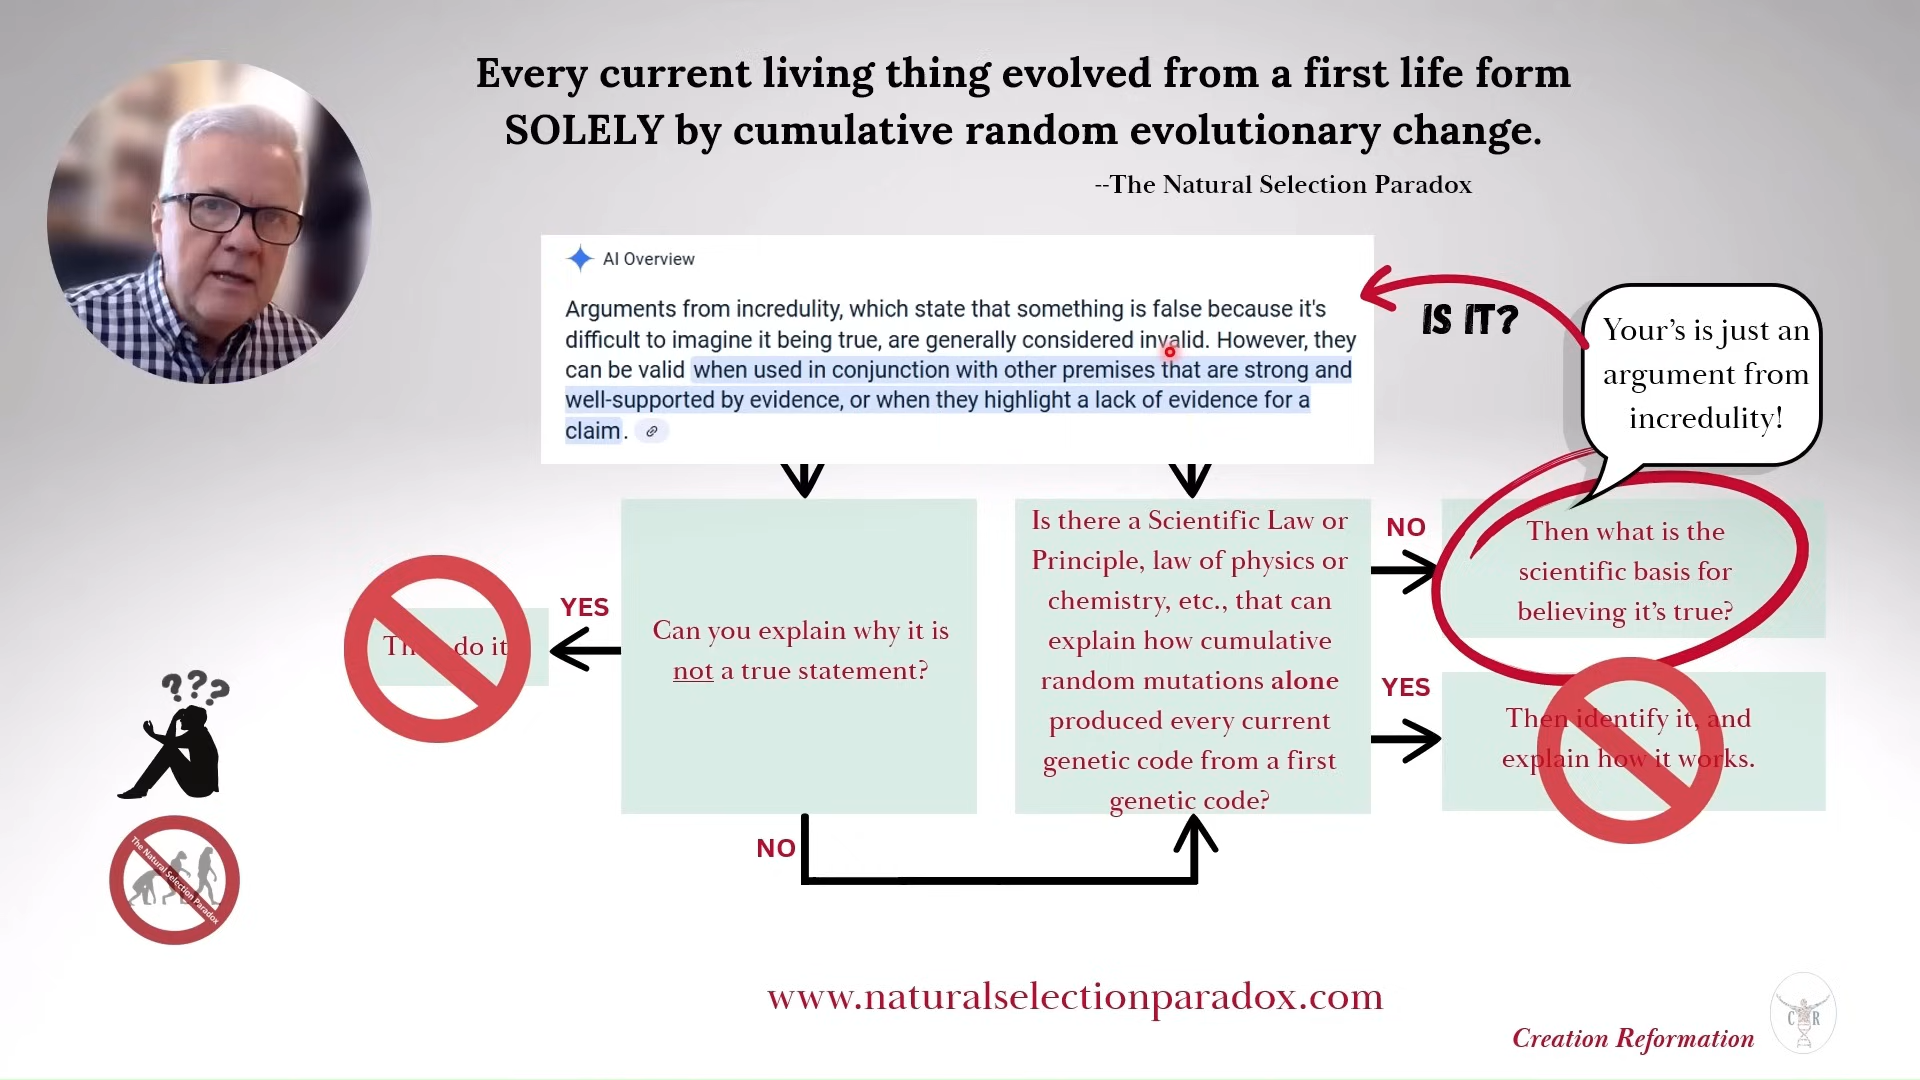 Every current living thing evolved from a first life form
SOLELY by cumulative random evolutionary change.
--The Natural Selection Paradox
AI Overview
Arguments from incredulity, which state that something is false because it's
difficult to imagine it being true, are generally considered invalid. However, they
can be valid when used in conjunction with other premises that are strong and
well-supported by evidence, or when they highlight a lack of evidence for a
claim.
IS IT?
Your's is just an
argument from
incredulity!
YES
do it
Can you explain why it is
not a true statement?
NO
Is there a Scientific Law or
Principle, law of physics or
chemistry, etc., that can
explain how cumulative
random mutations alone
produced every current
genetic code from a first
genetic code?
NO
Then what is the
scientific basis for
believing it's true?
YES
Then identify it, and
explain how it works.
???
The Natural Selection Paradox
www.naturalselectionparadox.com
Creation Reformation
C R